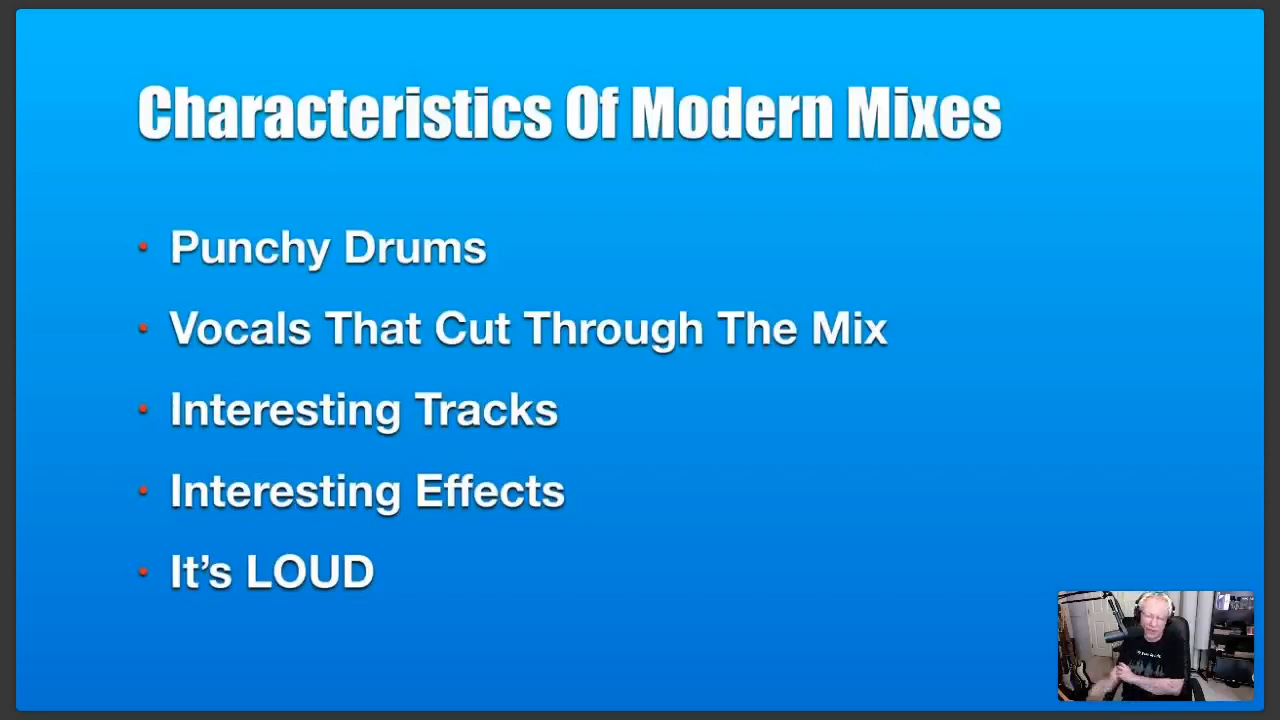 Characteristics Of Modern Mixes
• Punchy Drums
• Vocals That Cut Through The Mix
• Interesting Tracks
• Interesting Effects
• It’s LOUD